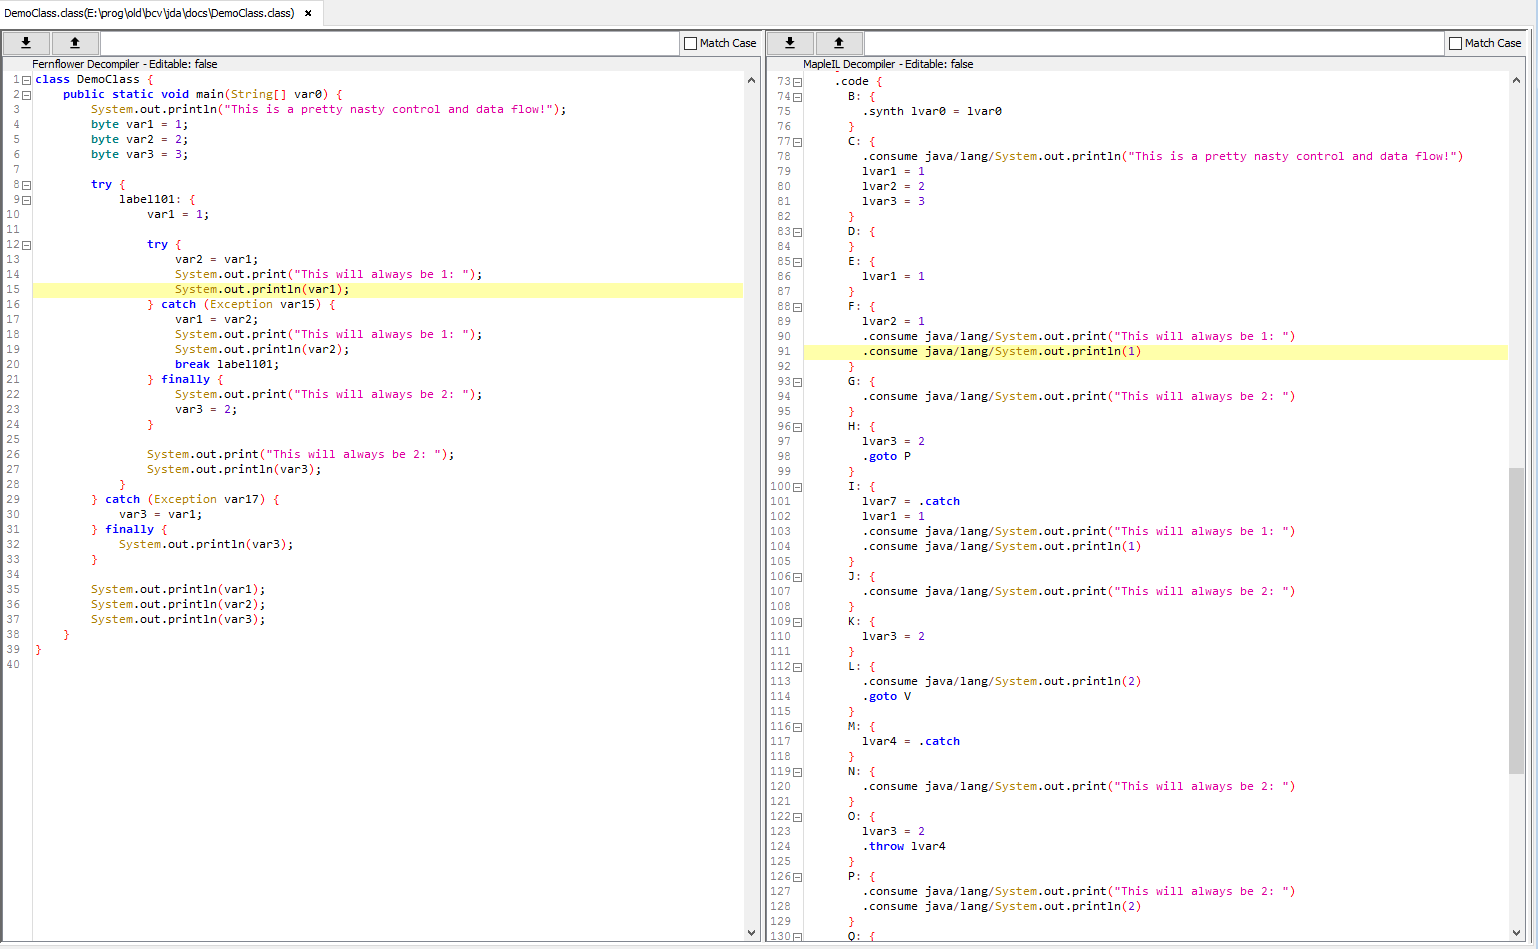 DemoClass.class(E:\prog\old\bcv\jda\docs\DemoClass.class) ×
Match Case
Fernflower Decompiler - Editable: false
1 class DemoClass {
2     public static void main(String[] var0) {
3         System.out.println("This is a pretty nasty control and data flow!");
4         byte var1 = 1;
5         byte var2 = 2;
6         byte var3 = 3;
7
8         try {
9             label101: {
10                 var1 = 1;
11
12                 try {
13                     var2 = var1;
14                     System.out.print("This will always be 1: ");
15                     System.out.println(var1);
16                 } catch (Exception var15) {
17                     var1 = var2;
18                     System.out.print("This will always be 1: ");
19                     System.out.println(var2);
20                     break label101;
21                 } finally {
22                     System.out.print("This will always be 2: ");
23                     var3 = 2;
24                 }
25
26                 System.out.print("This will always be 2: ");
27                 System.out.println(var3);
28             }
29         } catch (Exception var17) {
30             var3 = var1;
31         } finally {
32             System.out.println(var3);
33         }
34
35         System.out.println(var1);
36         System.out.println(var2);
37         System.out.println(var3);
38     }
39 }
40
Match Case
MapleIL Decompiler - Editable: false
73     .code {
74       B: {
75         .synth lvar0 = lvar0
76       }
77       C: {
78         .consume java/lang/System.out.println("This is a pretty nasty control and data flow!")
79         lvar1 = 1
80         lvar2 = 2
81         lvar3 = 3
82       }
83       D: {
84       }
85       E: {
86         lvar1 = 1
87       }
88       F: {
89         lvar2 = 1
90         .consume java/lang/System.out.print("This will always be 1: ")
91         .consume java/lang/System.out.println(1)
92       }
93       G: {
94         .consume java/lang/System.out.print("This will always be 2: ")
95       }
96       H: {
97         lvar3 = 2
98         .goto P
99       }
100       I: {
101         lvar7 = .catch
102         lvar1 = 1
103         .consume java/lang/System.out.print("This will always be 1: ")
104         .consume java/lang/System.out.println(1)
105       }
106       J: {
107         .consume java/lang/System.out.print("This will always be 2: ")
108       }
109       K: {
110         lvar3 = 2
111       }
112       L: {
113         .consume java/lang/System.out.println(2)
114         .goto V
115       }
116       M: {
117         lvar4 = .catch
118       }
119       N: {
120         .consume java/lang/System.out.print("This will always be 2: ")
121       }
122       O: {
123         lvar3 = 2
124         .throw lvar4
125       }
126       P: {
127         .consume java/lang/System.out.print("This will always be 2: ")
128         .consume java/lang/System.out.println(2)
129       }
130       Q: {